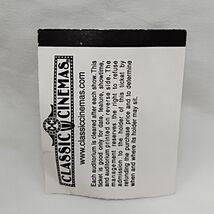 CLASSIC CINEMAS
www.classiccinemas.com
Each auditorium is cleared after each show. This
ticket is good only for date, feature, showtime,
and auditorium printed on reverse side. The
management reserves the right to refuse
admission to the holder of this ticket by
refunding the purchase price and to determine
when and where its holder may sit.